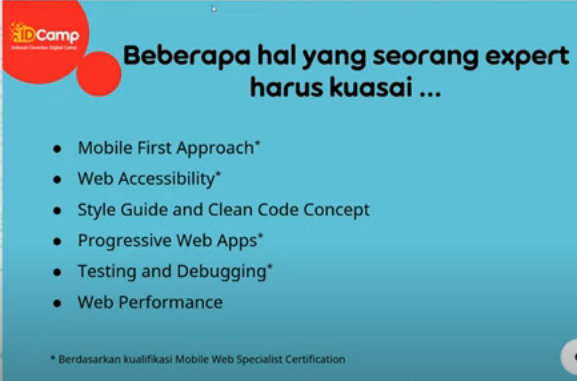 IDCamp
Indosat Ooredoo Digital Camp
Beberapa hal yang seorang expert
harus kuasai ...
● Mobile First Approach*
● Web Accessibility*
● Style Guide and Clean Code Concept
● Progressive Web Apps*
● Testing and Debugging*
● Web Performance
* Berdasarkan kualifikasi Mobile Web Specialist Certification